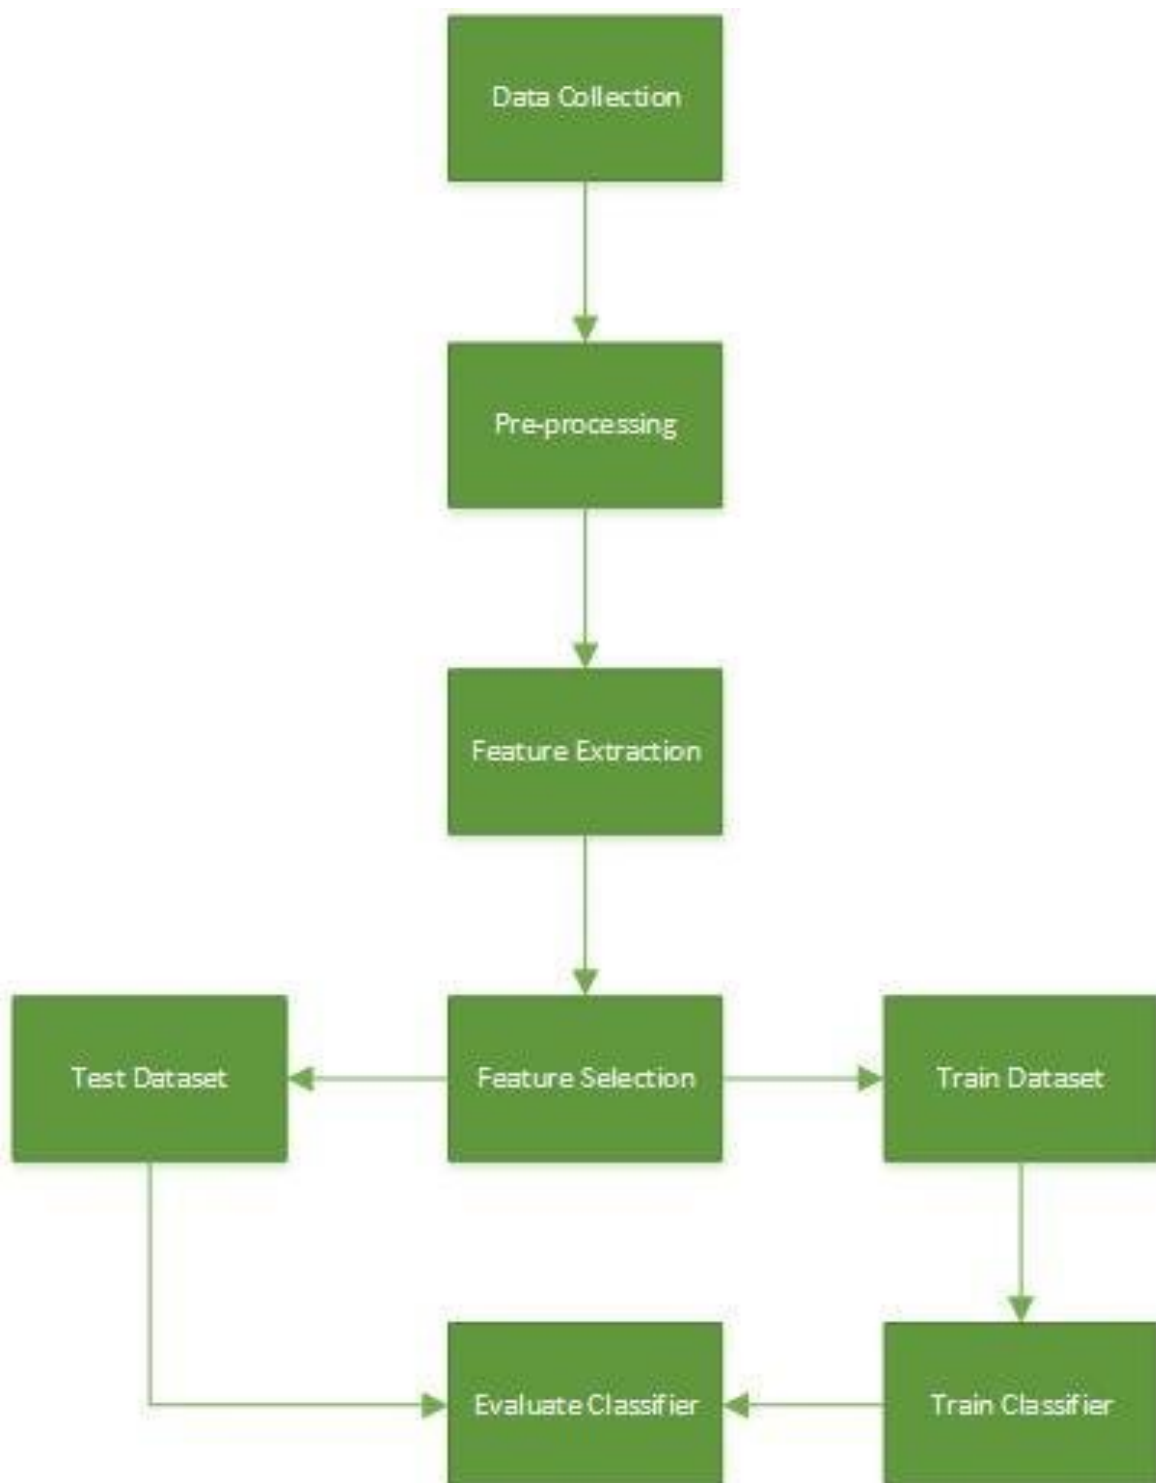 Data Collection
Pre-processing
Feature Extraction
Test Dataset
Feature Selection
Train Dataset
Evaluate Classifier
Train Classifier